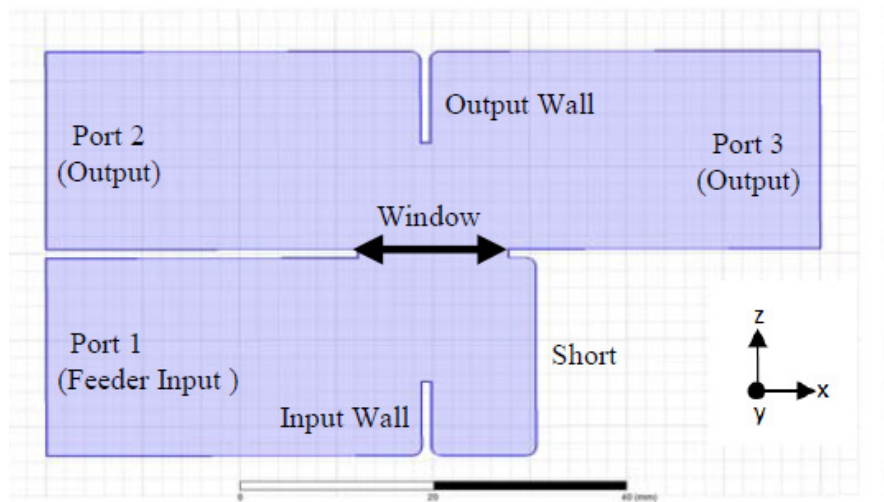 Port 2
(Output)
Output Wall
Port 3
(Output)
Window
Port 1
(Feeder Input )
Input Wall
Short
z
x
y
0
20
40 (mm)